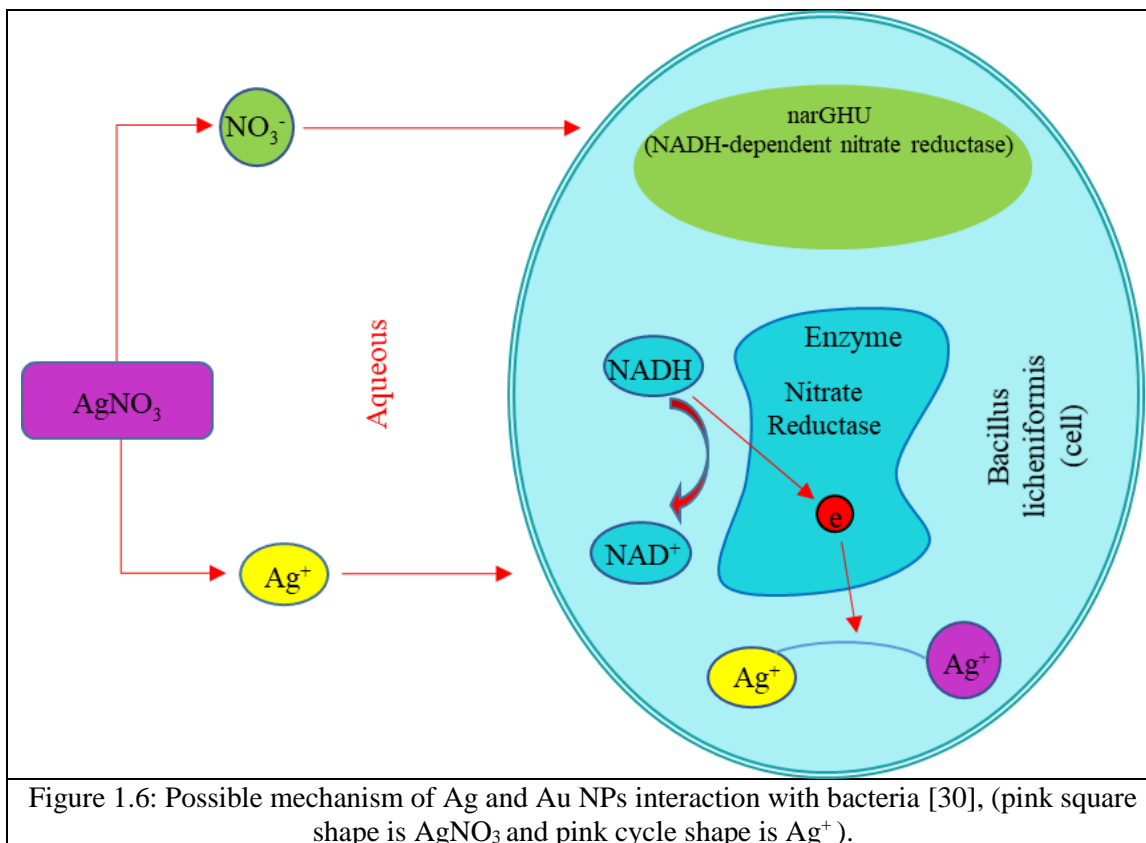 NO₃⁻
narGHU
(NADH-dependent nitrate reductase)
Aqueous
AgNO₃
Enzyme
NADH
Nitrate
Reductase
Bacillus
licheniformis
(cell)
e
NAD⁺
Ag⁺
Ag⁺
Ag⁺
Figure 1.6: Possible mechanism of Ag and Au NPs interaction with bacteria [30], (pink square
shape is AgNO₃ and pink cycle shape is Ag⁺ ).